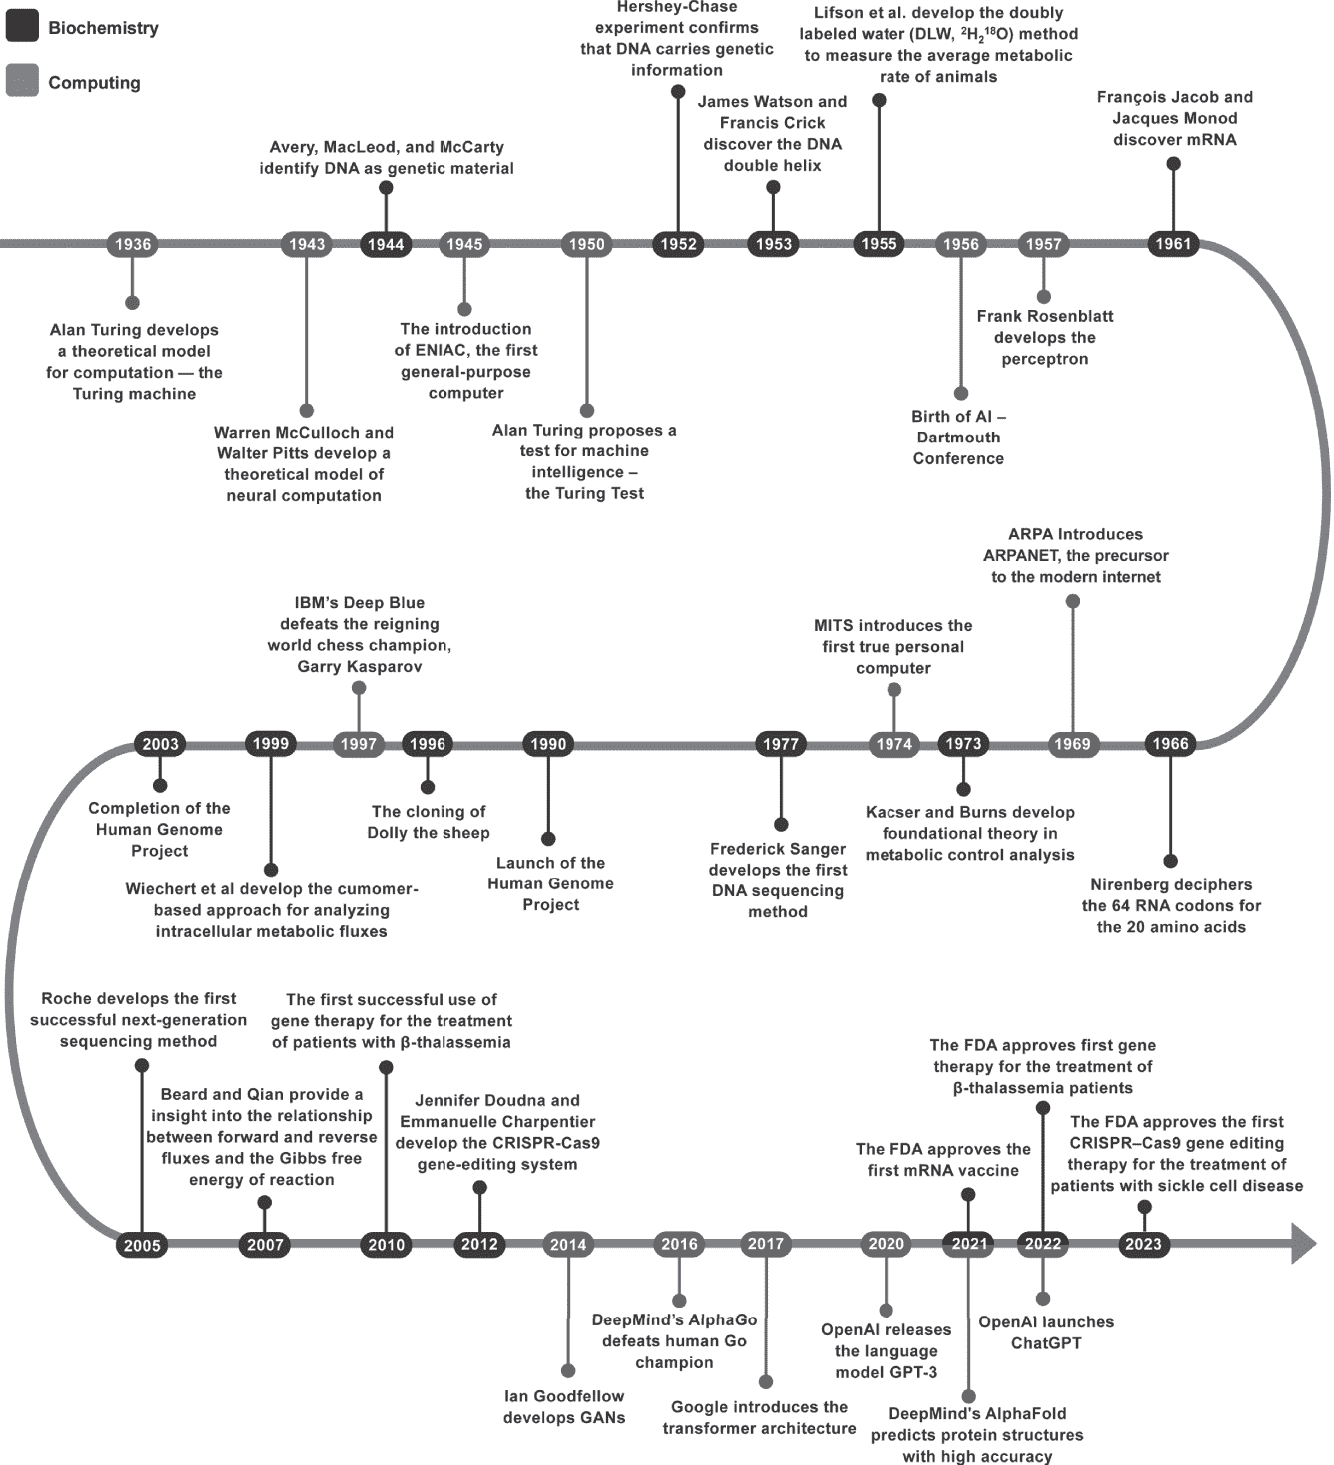 Biochemistry
Computing
Hershey-Chase
experiment confirms
that DNA carries genetic
information
Lifson et al. develop the doubly
labeled water (DLW, ²H₂¹⁸O) method
to measure the average metabolic
rate of animals
James Watson and
Francis Crick
discover the DNA
double helix
François Jacob and
Jacques Monod
discover mRNA
Avery, MacLeod, and McCarty
identify DNA as genetic material
1936
1943
1944
1945
1950
1952
1953
1955
1956
1957
1961
Alan Turing develops
a theoretical model
for computation — the
Turing machine
Warren McCulloch and
Walter Pitts develop a
theoretical model of
neural computation
The introduction
of ENIAC, the first
general-purpose
computer
Alan Turing proposes a
test for machine
intelligence –
the Turing Test
Birth of AI –
Dartmouth
Conference
Frank Rosenblatt
develops the
perceptron
ARPA Introduces
ARPANET, the precursor
to the modern internet
MITS introduces the
first true personal
computer
IBM's Deep Blue
defeats the reigning
world chess champion,
Garry Kasparov
2003
1999
1997
1996
1990
1977
1974
1973
1969
1966
Completion of the
Human Genome
Project
Wiechert et al develop the cumomer-
based approach for analyzing
intracellular metabolic fluxes
The cloning of
Dolly the sheep
Launch of the
Human Genome
Project
Frederick Sanger
develops the first
DNA sequencing
method
Kacser and Burns develop
foundational theory in
metabolic control analysis
Nirenberg deciphers
the 64 RNA codons for
the 20 amino acids
Roche develops the first
successful next-generation
sequencing method
Beard and Qian provide a
insight into the relationship
between forward and reverse
fluxes and the Gibbs free
energy of reaction
The first successful use of
gene therapy for the treatment
of patients with β-thalassemia
Jennifer Doudna and
Emmanuelle Charpentier
develop the CRISPR-Cas9
gene-editing system
The FDA approves the
first mRNA vaccine
The FDA approves first gene
therapy for the treatment of
β-thalassemia patients
The FDA approves the first
CRISPR–Cas9 gene editing
therapy for the treatment of
patients with sickle cell disease
2005
2007
2010
2012
2014
2016
2017
2020
2021
2022
2023
Ian Goodfellow
develops GANs
DeepMind's AlphaGo
defeats human Go
champion
Google introduces the
transformer architecture
OpenAI releases
the language
model GPT-3
DeepMind's AlphaFold
predicts protein structures
with high accuracy
OpenAI launches
ChatGPT